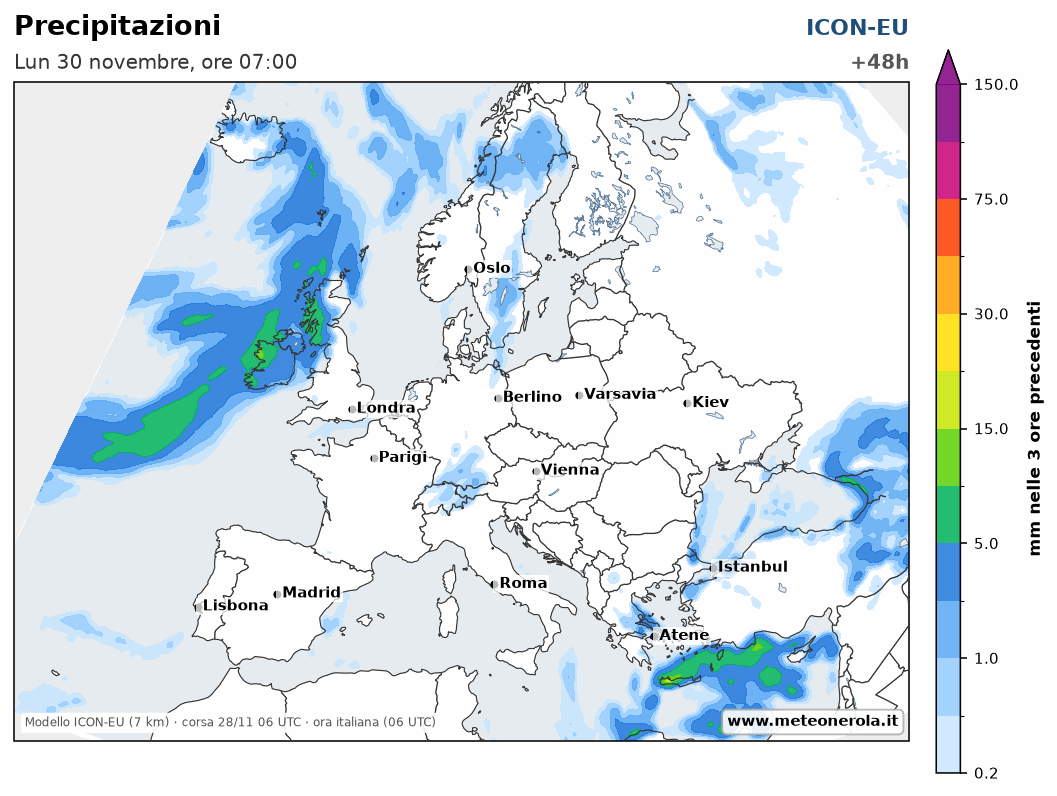 Precipitazioni
ICON-EU
Lun 30 novembre, ore 07:00
+48h
150.0
75.0
30.0
15.0
5.0
1.0
0.2
mm nelle 3 ore precedenti
Oslo
Berlino
Varsavia
Kiev
Londra
Parigi
Vienna
Istanbul
Roma
Madrid
Lisbona
Atene
Modello ICON-EU (7 km) · corsa 28/11 06 UTC · ora italiana (06 UTC)
www.meteonerola.it